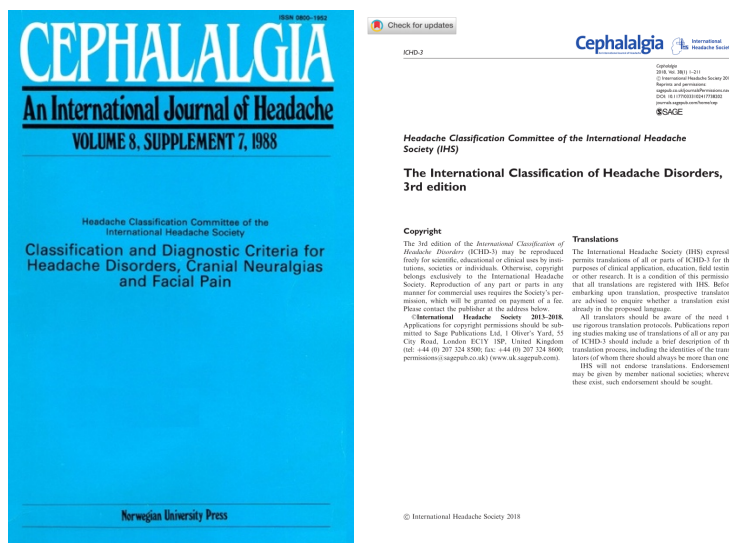 ISSN 0800-1952
CEPHALALGIA
An International Journal of Headache
VOLUME 8, SUPPLEMENT 7, 1988
Headache Classification Committee of the
International Headache Society
Classification and Diagnostic Criteria for
Headache Disorders, Cranial Neuralgias
and Facial Pain
Norwegian University Press
Check for updates
ICHD-3
Cephalalgia
International
Headache Societ
Cephalalgia
2018, Vol. 38(1) 1–211
© International Headache Society 201
Reprints and permissions:
sagepub.co.uk/journalsPermissions.nav
DOI: 10.1177/0333102417738202
journals.sagepub.com/home/cep
SAGE
Headache Classification Committee of the International Headache
Society (IHS)
The International Classification of Headache Disorders,
3rd edition
Copyright
The 3rd edition of the International Classification of
Headache Disorders (ICHD-3) may be reproduced
freely for scientific, educational or clinical uses by insti-
tutions, societies or individuals. Otherwise, copyright
belongs exclusively to the International Headache
Society. Reproduction of any part or parts in any
manner for commercial uses requires the Society's per-
mission, which will be granted on payment of a fee.
Please contact the publisher at the address below.
©International Headache Society 2013–2018.
Applications for copyright permissions should be sub-
mitted to Sage Publications Ltd, 1 Oliver's Yard, 55
City Road, London EC1Y 1SP, United Kingdom
(tel: +44 (0) 207 324 8500; fax: +44 (0) 207 324 8600;
permissions@sagepub.co.uk) (www.uk.sagepub.com).
Translations
The International Headache Society (IHS) expressl
permits translations of all or parts of ICHD-3 for th
purposes of clinical application, education, field testin
or other research. It is a condition of this permissio
that all translations are registered with IHS. Befor
embarking upon translation, prospective translator
are advised to enquire whether a translation exist
already in the proposed language.
All translators should be aware of the need t
use rigorous translation protocols. Publications report
ing studies making use of translations of all or any par
of ICHD-3 should include a brief description of th
translation process, including the identities of the tran
lators (of whom there should always be more than one
IHS will not endorse translations. Endorsement
may be given by member national societies; whereve
these exist, such endorsement should be sought.
© International Headache Society 2018